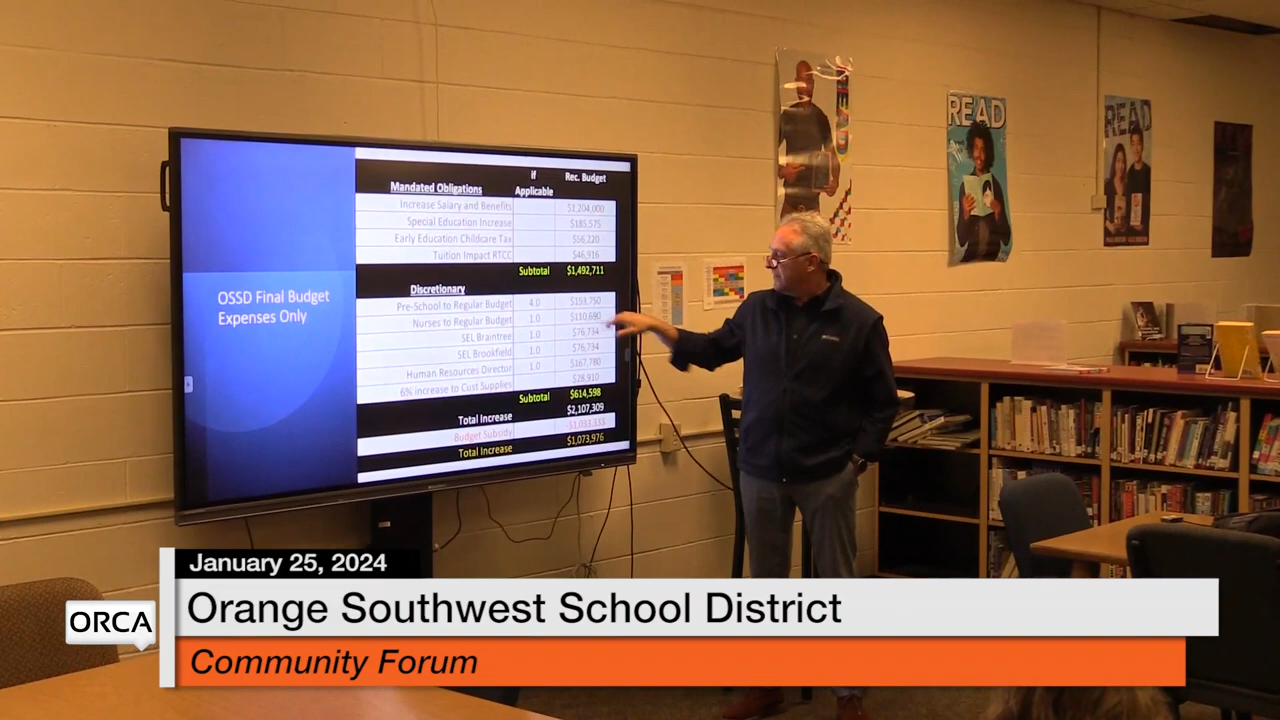 If
Mandated Obligations Applicable Rec. Budget
Increase Salary and Benefits $1,204,000
Special Education Increase $185,575
Early Education Childcare Tax $56,220
Tuition Impact RTCC $46,916
Subtotal $1,492,711
Discretionary
Pre-School to Regular Budget 4.0 $153,750
Nurses to Regular Budget 1.0 $110,690
SEL Braintree 1.0 $76,734
SEL Brookfield 1.0 $76,734
Human Resources Director 1.0 $167,780
6% increase to Cust Supplies $28,910
Subtotal $614,598
Total Increase $2,107,309
Budget Subsidy -$1,033,333
Total Increase $1,073,976
OSSD Final Budget
Expenses Only
READ
READ
January 25, 2024
Orange Southwest School District
ORCA
Community Forum